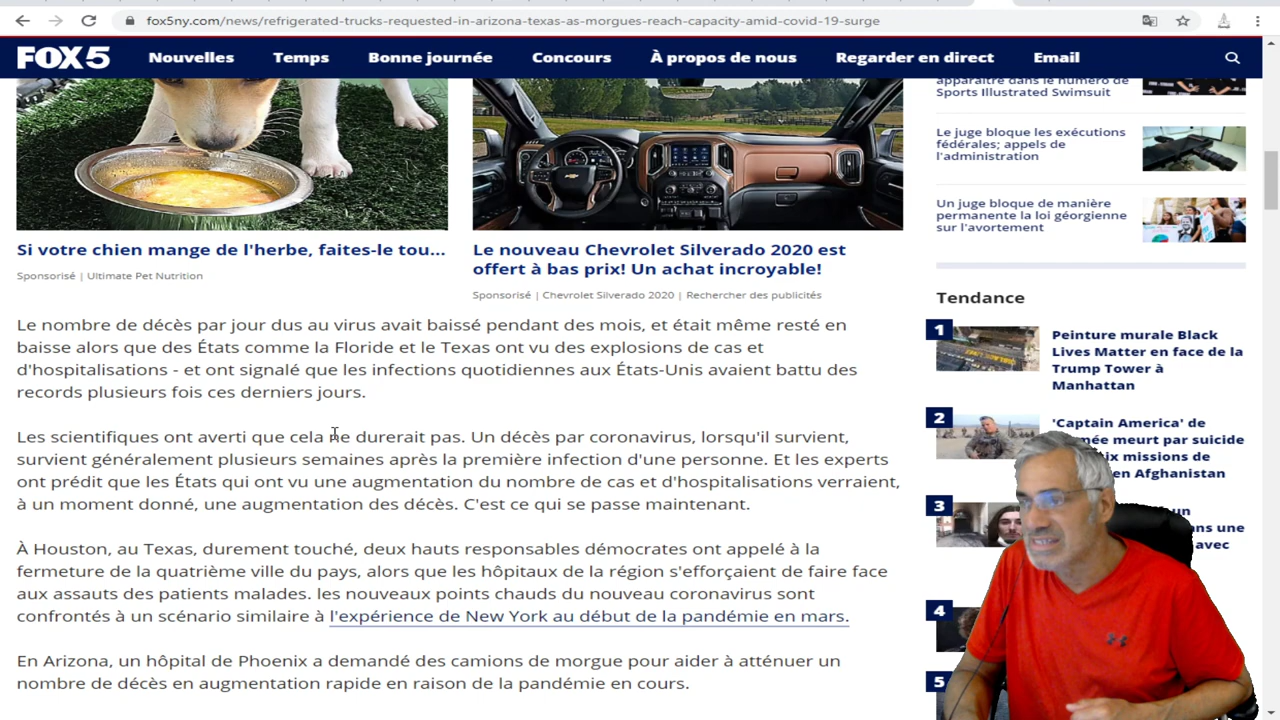 fox5ny.com/news/refrigerated-trucks-requested-in-arizona-texas-as-morgues-reach-capacity-amid-covid-19-surge
FOX 5
Nouvelles
Temps
Bonne journée
Concours
À propos de nous
Regarder en direct
Email
Si votre chien mange de l'herbe, faites-le tou...
Sponsorisé | Ultimate Pet Nutrition
Le nouveau Chevrolet Silverado 2020 est
offert à bas prix! Un achat incroyable!
Sponsorisé | Chevrolet Silverado 2020 | Rechercher des publicités
Le nombre de décès par jour dus au virus avait baissé pendant des mois, et était même resté en
baisse alors que des États comme la Floride et le Texas ont vu des explosions de cas et
d'hospitalisations - et ont signalé que les infections quotidiennes aux États-Unis avaient battu des
records plusieurs fois ces derniers jours.
Les scientifiques ont averti que cela ne durerait pas. Un décès par coronavirus, lorsqu'il survient,
survient généralement plusieurs semaines après la première infection d'une personne. Et les experts
ont prédit que les États qui ont vu une augmentation du nombre de cas et d'hospitalisations verraient,
à un moment donné, une augmentation des décès. C'est ce qui se passe maintenant.
À Houston, au Texas, durement touché, deux hauts responsables démocrates ont appelé à la
fermeture de la quatrième ville du pays, alors que les hôpitaux de la région s'efforçaient de faire face
aux assauts des patients malades. les nouveaux points chauds du nouveau coronavirus sont
confrontés à un scénario similaire à l'expérience de New York au début de la pandémie en mars.
En Arizona, un hôpital de Phoenix a demandé des camions de morgue pour aider à atténuer un
nombre de décès en augmentation rapide en raison de la pandémie en cours.
apparaître dans le numéro de
Sports Illustrated Swimsuit
Le juge bloque les exécutions
fédérales; appels de
l'administration
Un juge bloque de manière
permanente la loi géorgienne
sur l'avortement
Tendance
1
Peinture murale Black
Lives Matter en face de la
Trump Tower à
Manhattan
2
'Captain America' de
mée meurt par suicide
ix missions de
en Afghanistan
3
un
ns une
avec
4
5